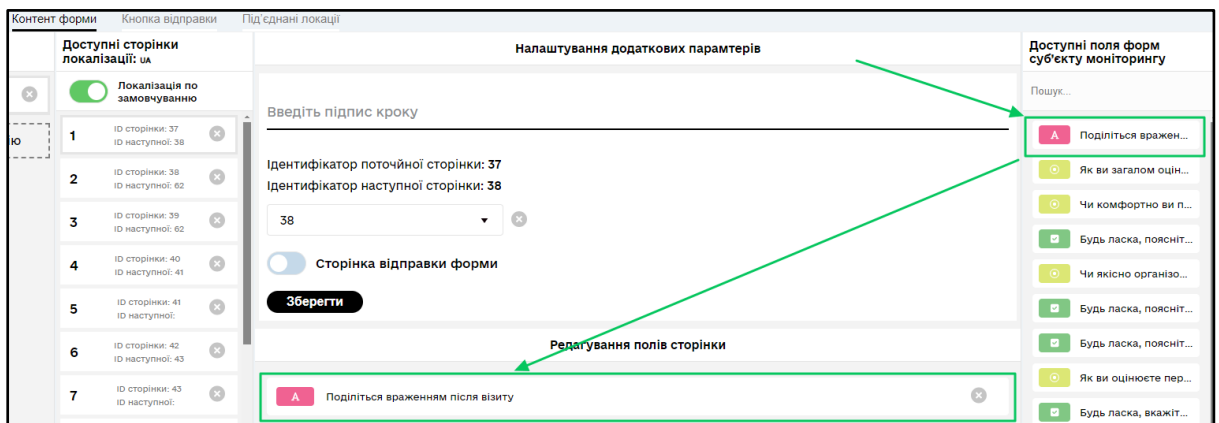 Контент форми Кнопка відправки Під'єднані локації
Доступні сторінки
локалізації: UA
Локалізація по
замовчуванню
ю
1
ID сторінки: 37
ID наступної: 38
2
ID сторінки: 38
ID наступної: 62
3
ID сторінки: 39
ID наступної: 62
4
ID сторінки: 40
ID наступної: 41
5
ID сторінки: 41
ID наступної:
6
ID сторінки: 42
ID наступної: 43
7
ID сторінки: 43
ID наступної:
Налаштування додаткових парамтерів
Введіть підпис кроку
Ідентифікатор поточйної сторінки: 37
Ідентифікатор наступної сторінки: 38
38
Сторінка відправки форми
Зберегти
Редагування полів сторінки
A Поділіться враженням після візиту
Доступні поля форм
суб'єкту моніторингу
Пошук...
A Поділіться вражен...
Як ви загалом оцін...
Чи комфортно ви п...
Будь ласка, поясніт...
Чи якісно організо...
Будь ласка, поясніт...
Будь ласка, поясніт...
Як ви оцінюєте пер...
Будь ласка, вкажіт...